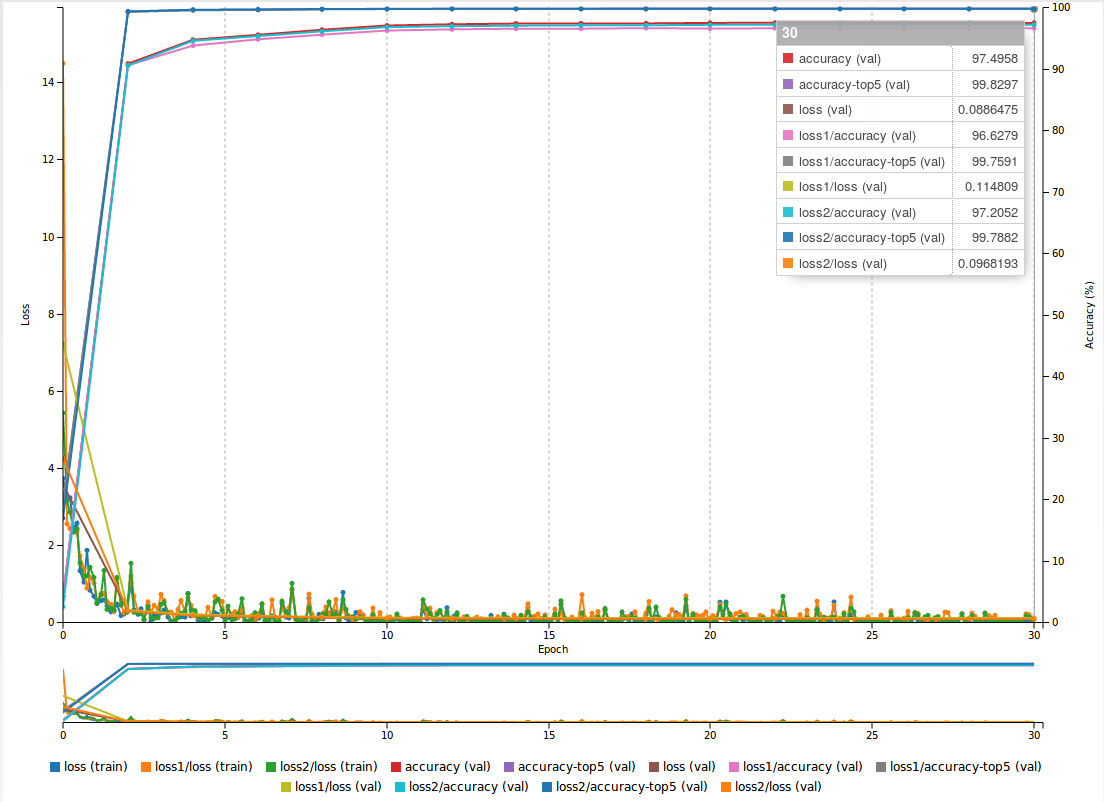 100
14
90
12
80
70
10
60
8
50
6
40
30
4
20
2
10
0
0
Loss
Accuracy (%)
30
accuracy (val) 97.4958
accuracy-top5 (val) 99.8297
loss (val) 0.0886475
loss1/accuracy (val) 96.6279
loss1/accuracy-top5 (val) 99.7591
loss1/loss (val) 0.114809
loss2/accuracy (val) 97.2052
loss2/accuracy-top5 (val) 99.7882
loss2/loss (val) 0.0968193
0 5 10 15 20 25 30
Epoch
0 5 10 15 20 25 30
loss (train) loss1/loss (train) loss2/loss (train) accuracy (val) accuracy-top5 (val) loss (val) loss1/accuracy (val) loss1/accuracy-top5 (val)
loss1/loss (val) loss2/accuracy (val) loss2/accuracy-top5 (val) loss2/loss (val)